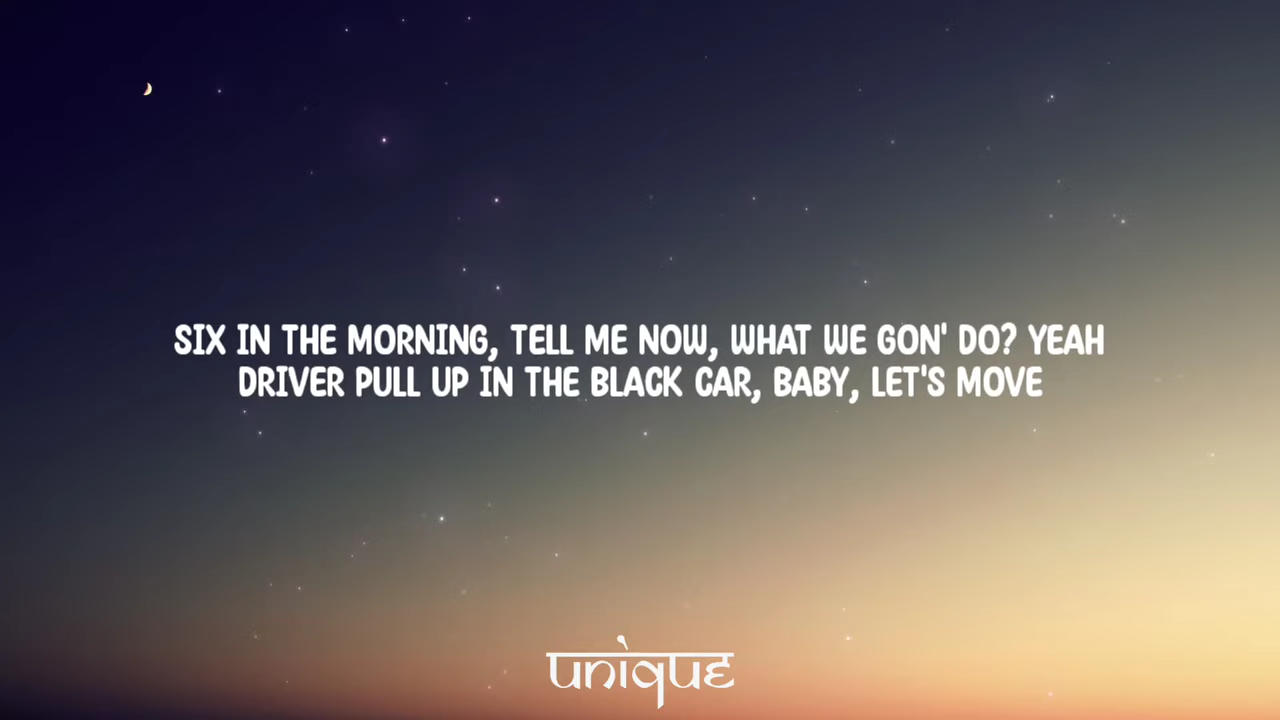 SIX IN THE MORNING, TELL ME NOW, WHAT WE GON' DO? YEAH
DRIVER PULL UP IN THE BLACK CAR, BABY, LET'S MOVE
UNIQUE